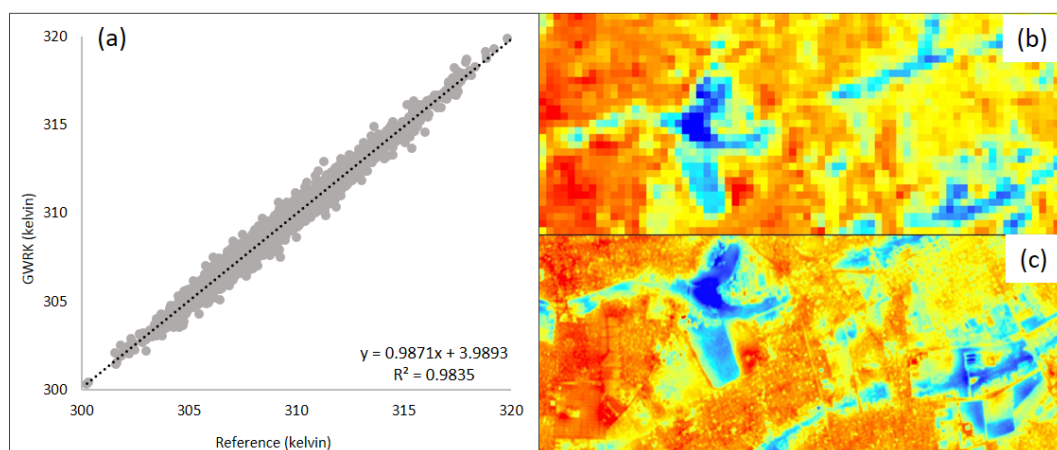 (a)
320
315
310
305
300
GWRK (kelvin)
y = 0.9871x + 3.9893
R² = 0.9835
300 305 310 315 320
Reference (kelvin)
(b)
(c)